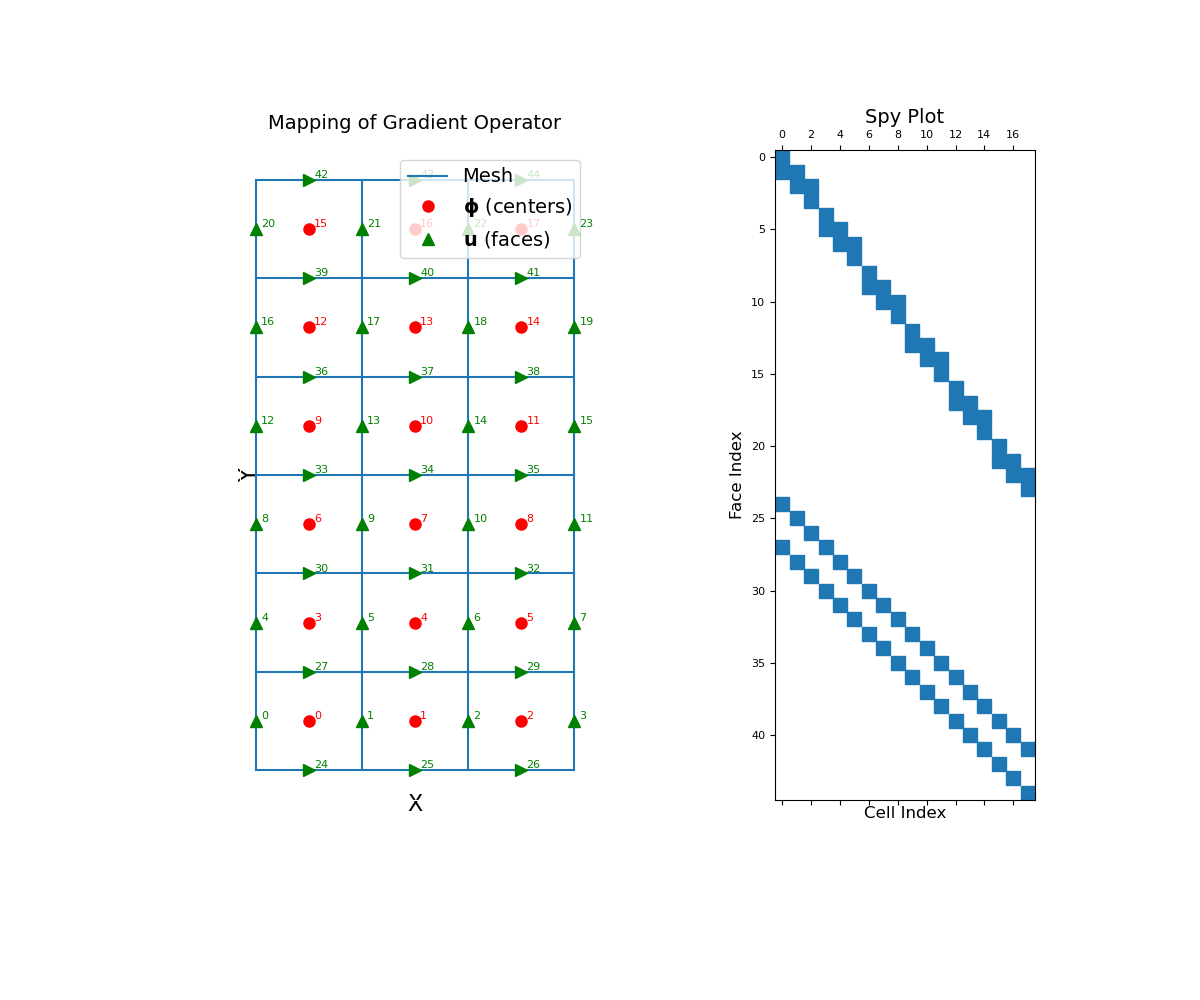 Mapping of Gradient Operator
42 43 44
Mesh
ϕ (centers)
u (faces)
20 15 21 16 22 17 23
39 40 41
16 12 17 13 18 14 19
36 37 38
12 9 13 10 14 11 15
33 34 35
Y
8 6 9 7 10 8 11
30 31 32
4 3 5 4 6 5 7
27 28 29
0 0 1 1 2 2 3
24 25 26
X
Spy Plot
0 2 4 6 8 10 12 14 16
0
5
10
15
20
25
30
35
40
Face Index
Cell Index